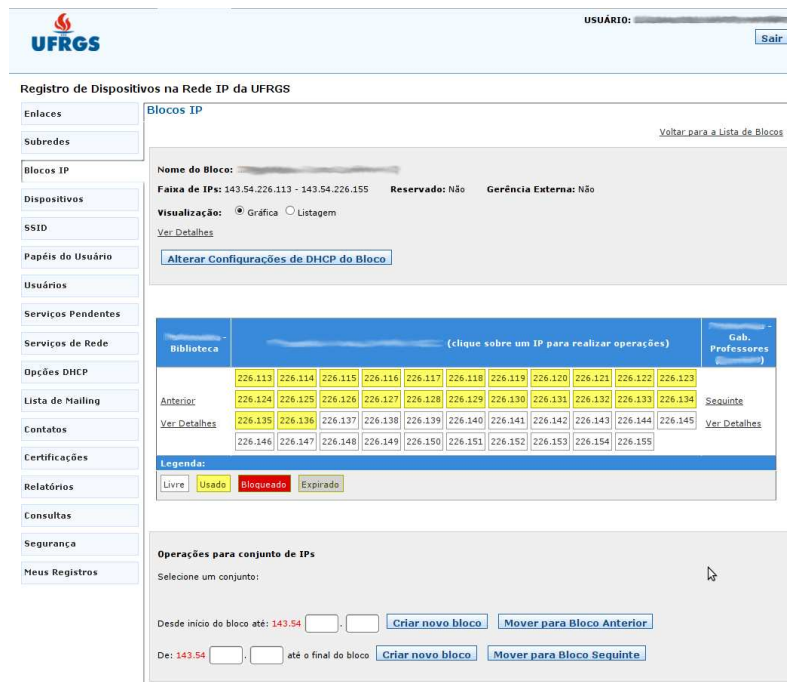 USUÁRIO:
UFRGS
Sair
Registro de Dispositivos na Rede IP da UFRGS
Enlaces
Subredes
Blocos IP
Dispositivos
SSID
Papéis do Usuário
Usuários
Serviços Pendentes
Serviços de Rede
Opções DHCP
Lista de Mailing
Contatos
Certificações
Relatórios
Consultas
Segurança
Meus Registros
Blocos IP
Voltar para a Lista de Blocos
Nome do Bloco:
Faixa de IPs: 143.54.226.113 - 143.54.226.155 Reservado: Não Gerência Externa: Não
Visualização: Gráfica Listagem
Ver Detalhes
Alterar Configurações de DHCP do Bloco
-
Biblioteca
(clique sobre um IP para realizar operações)
-
Gab.
Professores
( )
Anterior
Ver Detalhes
226.113 226.114 226.115 226.116 226.117 226.118 226.119 226.120 226.121 226.122 226.123
226.124 226.125 226.126 226.127 226.128 226.129 226.130 226.131 226.132 226.133 226.134
226.135 226.136 226.137 226.138 226.139 226.140 226.141 226.142 226.143 226.144 226.145
226.146 226.147 226.148 226.149 226.150 226.151 226.152 226.153 226.154 226.155
Sequinte
Ver Detalhes
Legenda:
Livre Usado Bloqueado Expirado
Operações para conjunto de IPs
Selecione um conjunto:
Desde início do bloco até: 143.54 . Criar novo bloco Mover para Bloco Anterior
De: 143.54 . até o final do bloco Criar novo bloco Mover para Bloco Sequinte